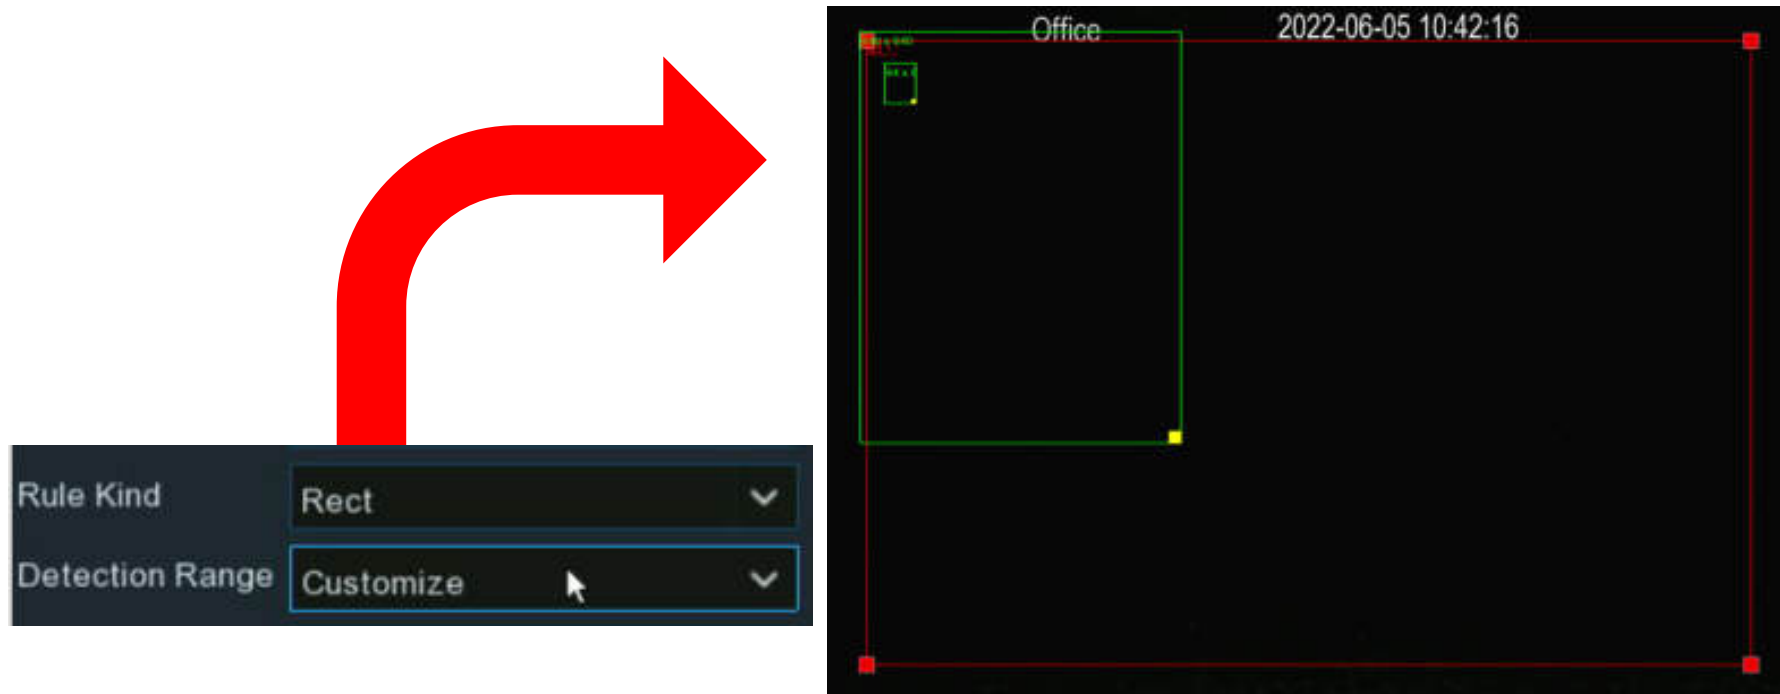 Office 2022-06-05 10:42:16
Rule Kind Rect
Detection Range Customize